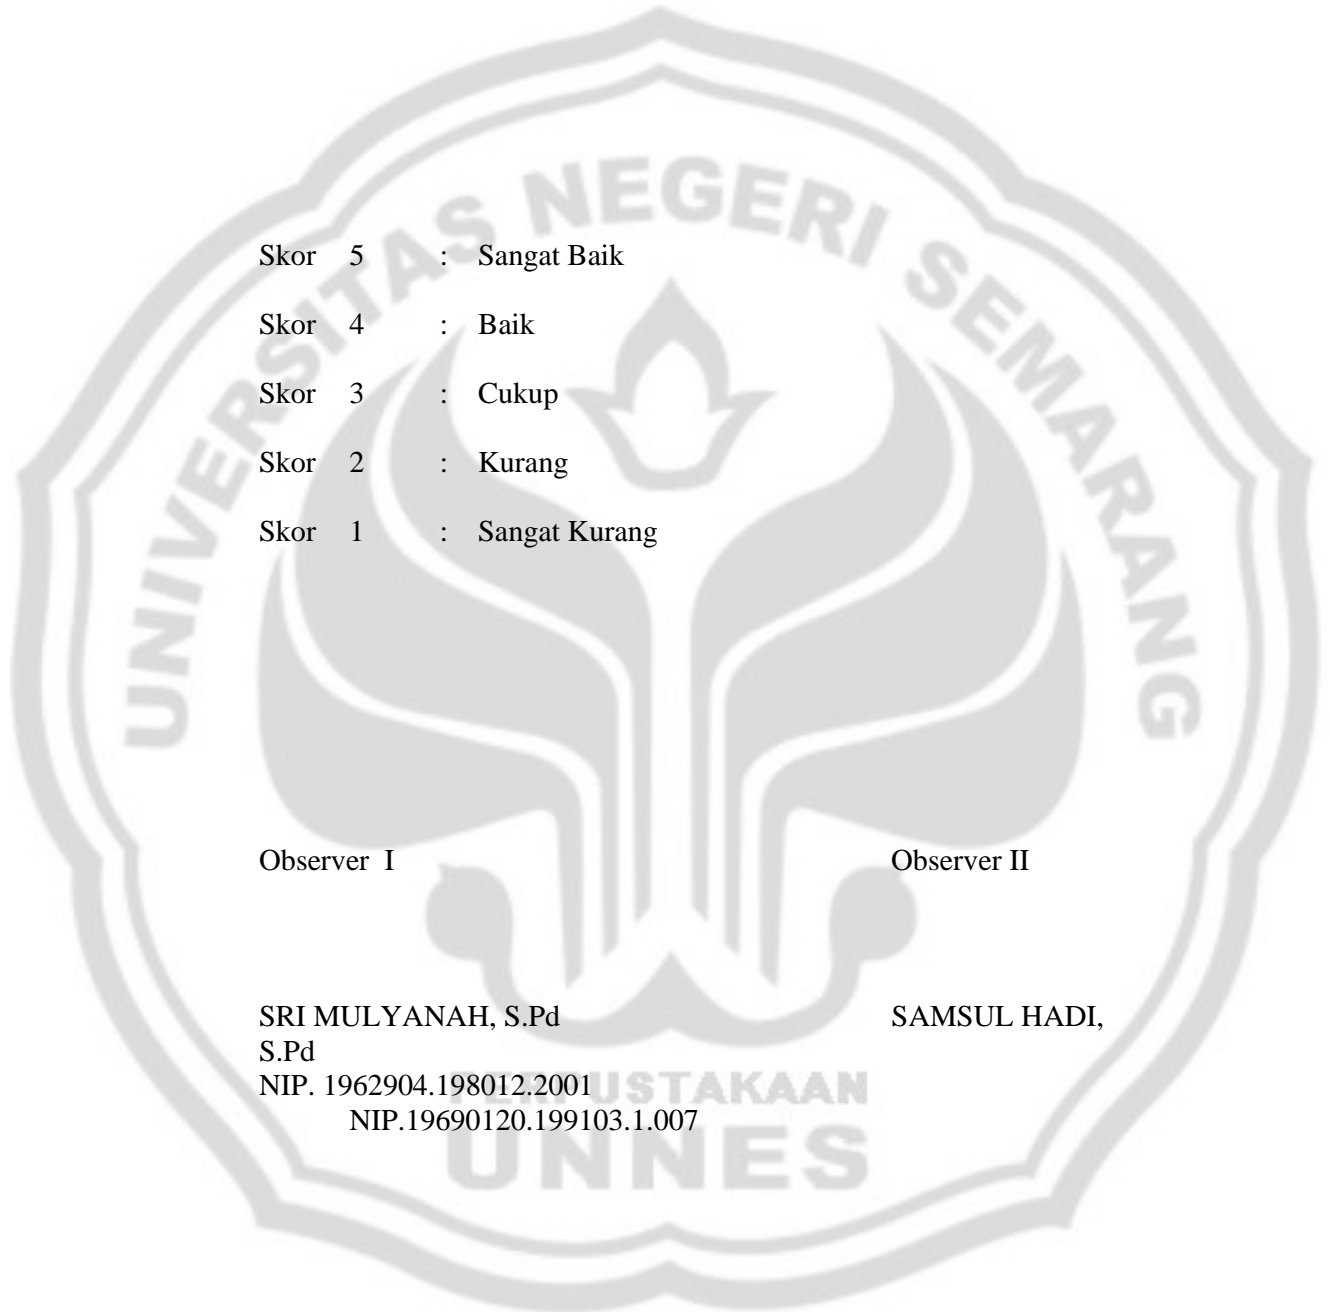 UNIVERSITAS NEGERI SEMARANG
Skor 5 : Sangat Baik
Skor 4 : Baik
Skor 3 : Cukup
Skor 2 : Kurang
Skor 1 : Sangat Kurang
Observer I Observer II
SRI MULYANAH, S.Pd SAMSUL HADI,
S.Pd
NIP. 1962904.198012.2001
NIP.19690120.199103.1.007
PERPUSTAKAAN
UNNES